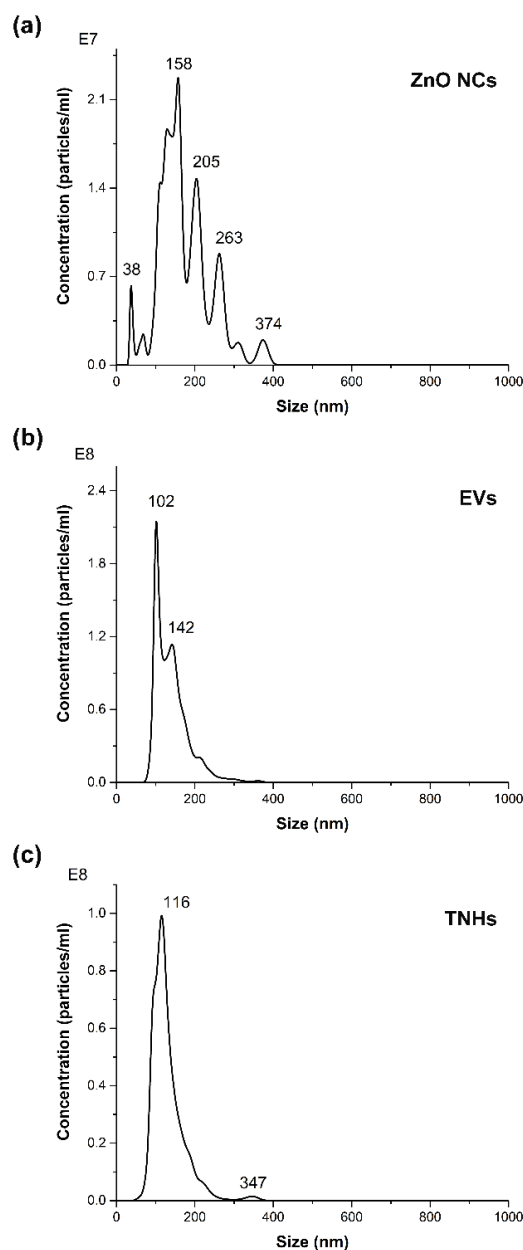 (a)
E7
ZnO NCs
158
2.1
205
1.4
263
0.7
38
374
0.0
0 200 400 600 800 1000
Size (nm)
Concentration (particles/ml)
(b)
E8
EVs
2.4
102
1.8
142
1.2
0.6
0.0
0 200 400 600 800 1000
Size (nm)
Concentration (particles/ml)
(c)
E8
TNHs
116
1.0
0.8
0.6
0.4
0.2
347
0.0
0 200 400 600 800 1000
Size (nm)
Concentration (particles/ml)